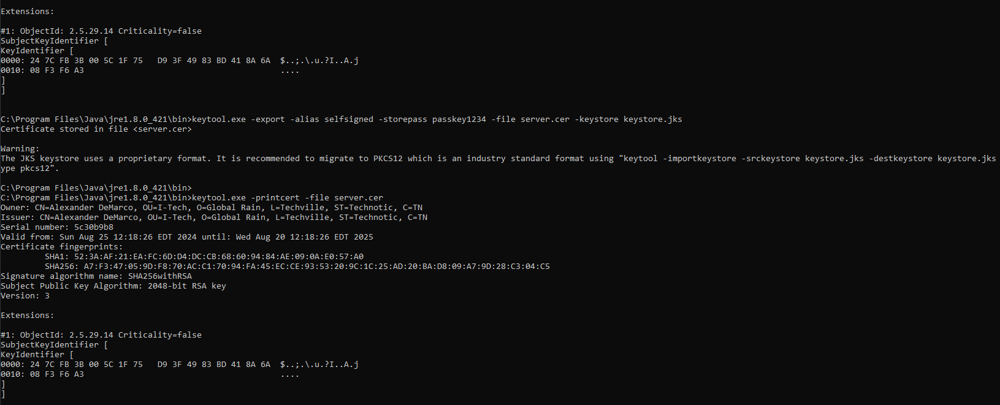 Extensions:
#1: ObjectId: 2.5.29.14 Criticality=false
SubjectKeyIdentifier [
KeyIdentifier [
0000: 24 7C FB 3B 00 5C 1F 75   D9 3F 49 83 BD 41 8A 6A  $..;.\.u.?I..A.j
0010: 08 F3 F6 A3                                        ....
]
]
C:\Program Files\Java\jre1.8.0_421\bin>keytool.exe -export -alias selfsigned -storepass passkey1234 -file server.cer -keystore keystore.jks
Certificate stored in file <server.cer>
Warning:
The JKS keystore uses a proprietary format. It is recommended to migrate to PKCS12 which is an industry standard format using "keytool -importkeystore -srckeystore keystore.jks -destkeystore keystore.jks
ype pkcs12".
C:\Program Files\Java\jre1.8.0_421\bin>
C:\Program Files\Java\jre1.8.0_421\bin>keytool.exe -printcert -file server.cer
Owner: CN=Alexander DeMarco, OU=I-Tech, O=Global Rain, L=Techville, ST=Technotic, C=TN
Issuer: CN=Alexander DeMarco, OU=I-Tech, O=Global Rain, L=Techville, ST=Technotic, C=TN
Serial number: 5c30b9b8
Valid from: Sun Aug 25 12:18:26 EDT 2024 until: Wed Aug 20 12:18:26 EDT 2025
Certificate fingerprints:
         SHA1: 52:3A:AF:21:EA:FC:6D:D4:DC:CB:68:60:94:84:AE:09:0A:E0:57:A0
         SHA256: A7:F3:47:05:9D:F8:70:AC:C1:70:94:FA:45:EC:CE:93:53:20:9C:1C:25:AD:20:BA:D8:09:A7:9D:28:C3:04:C5
Signature algorithm name: SHA256withRSA
Subject Public Key Algorithm: 2048-bit RSA key
Version: 3
Extensions:
#1: ObjectId: 2.5.29.14 Criticality=false
SubjectKeyIdentifier [
KeyIdentifier [
0000: 24 7C FB 3B 00 5C 1F 75   D9 3F 49 83 BD 41 8A 6A  $..;.\.u.?I..A.j
0010: 08 F3 F6 A3                                        ....
]
]